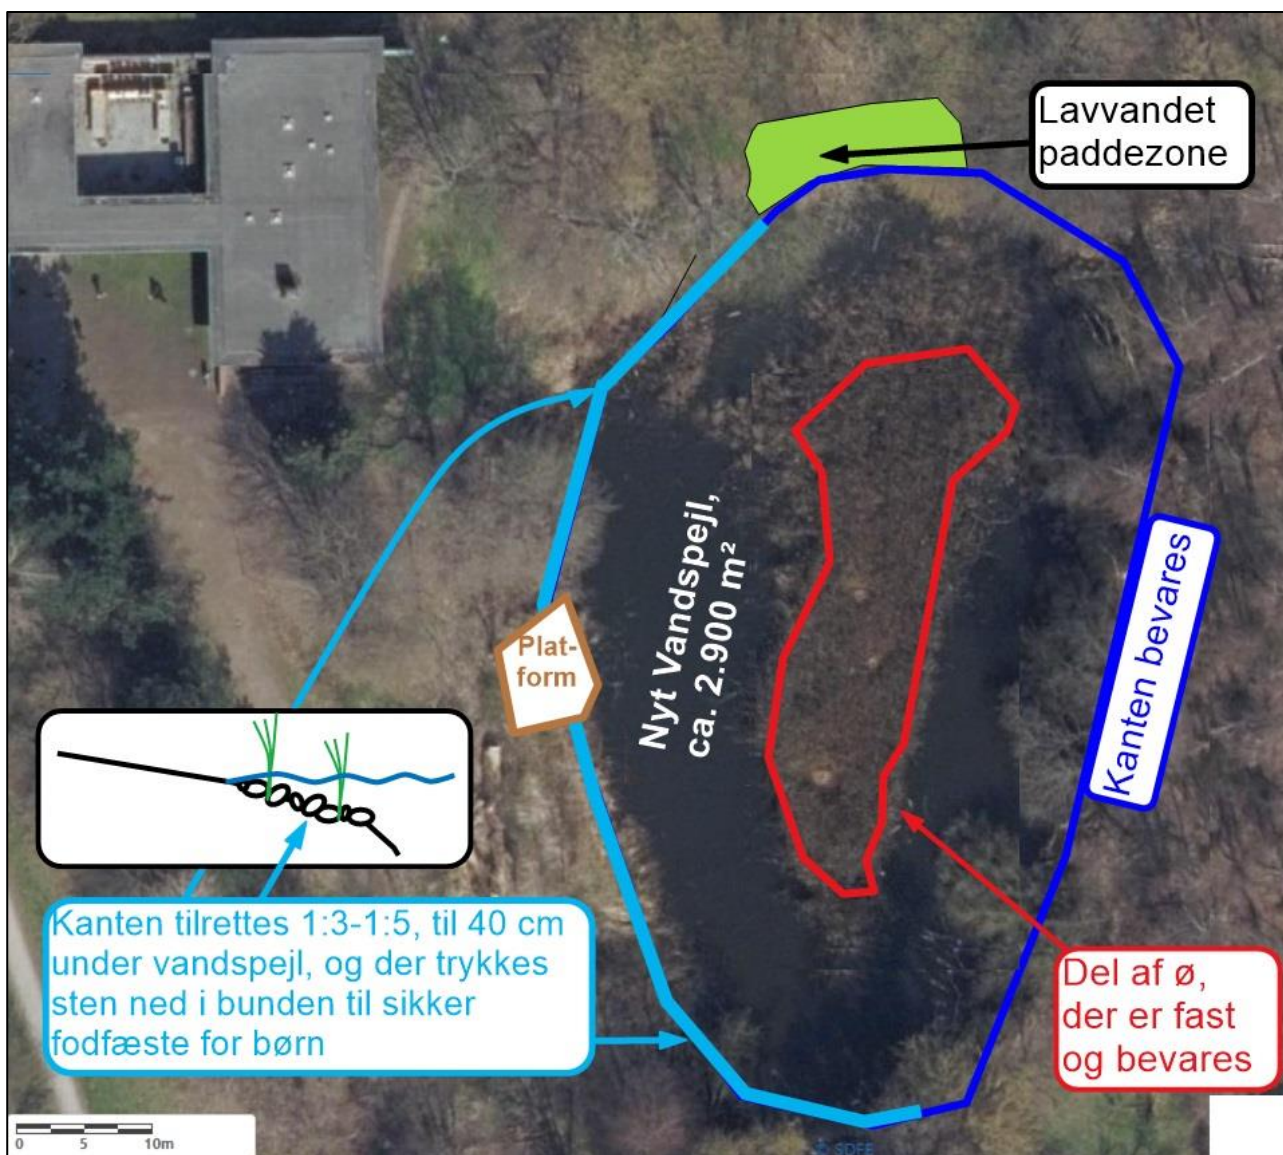 Lavvandet
paddezone
Nyt Vandspejl,
ca. 2.900 m²
Plat-
form
Kanten bevares
Kanten tilrettes 1:3-1:5, til 40 cm
under vandspejl, og der trykkes
sten ned i bunden til sikker
fodfæste for børn
Del af ø,
der er fast
og bevares
0 5 10m
SDFE